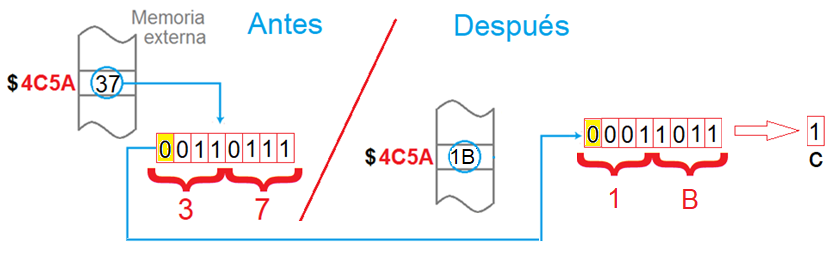 Memoria
externa
Antes
Después
$4C5A
37
00110111
3 7
$4C5A
1B
00011011
1
C
1 B